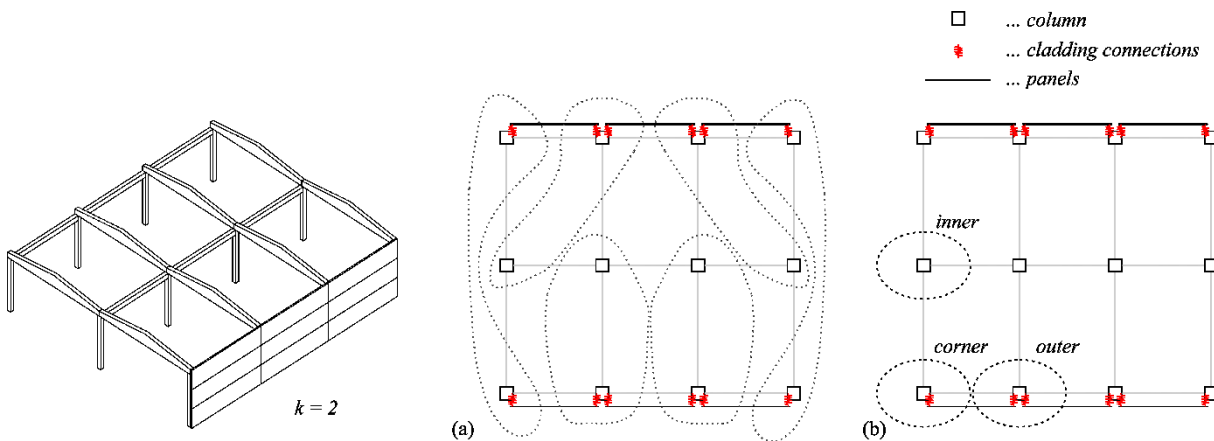 ... column
... cladding connections
... panels
inner
corner
outer
k = 2
(a)
(b)